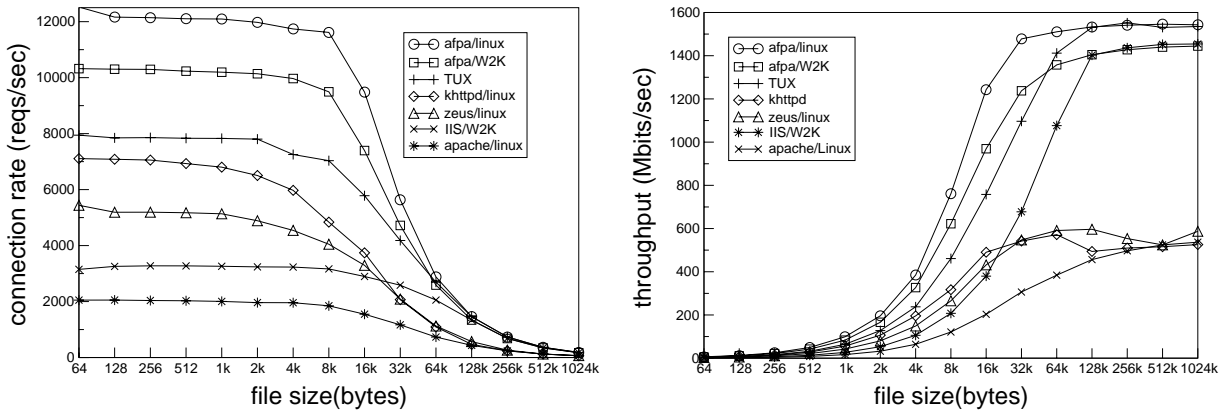 12000
10000
8000
6000
4000
2000
0
connection rate (reqs/sec)
64 128 256 512 1k 2k 4k 8k 16k 32k 64k 128k 256k 512k 1024k
file size(bytes)
afpa/linux
afpa/W2K
TUX
khttpd/linux
zeus/linux
IIS/W2K
apache/linux
1600
1400
1200
1000
800
600
400
200
0
throughput (Mbits/sec)
64 128 256 512 1k 2k 4k 8k 16k 32k 64k 128k 256k 512k 1024k
file size(bytes)
afpa/linux
afpa/W2K
TUX
khttpd
zeus/linux
IIS/W2K
apache/Linux